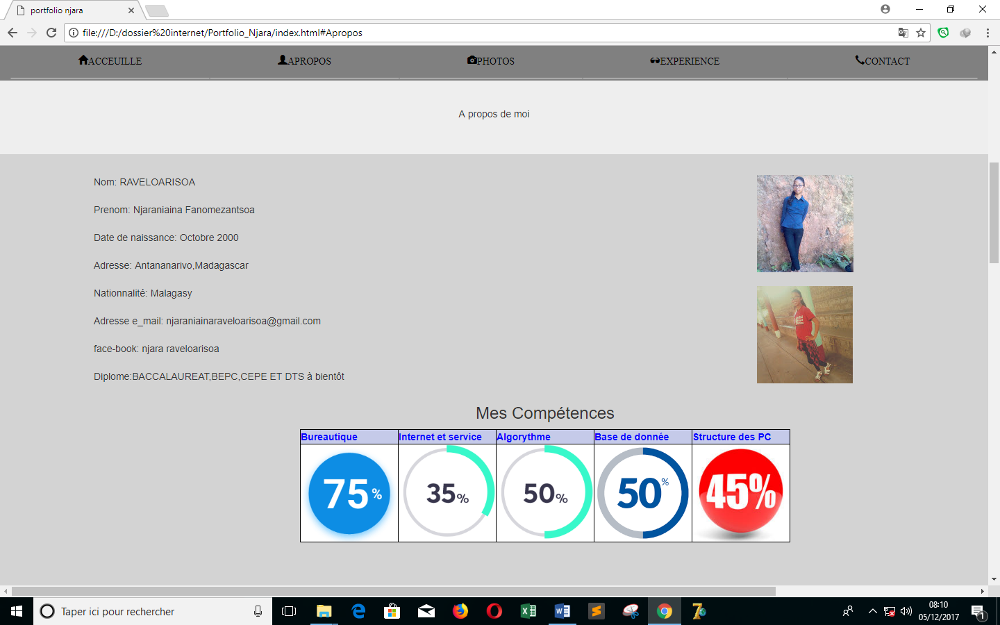 portfolio njara
file:///D:/dossier%20internet/Portfolio_Njara/index.html#Apropos
ACCEUILLE APROPOS PHOTOS EXPERIENCE CONTACT
A propos de moi
Nom: RAVELOARISOA
Prenom: Njaraniaina Fanomezantsoa
Date de naissance: Octobre 2000
Adresse: Antananarivo,Madagascar
Nationnalité: Malagasy
Adresse e_mail: njaraniainaraveloarisoa@gmail.com
face-book: njara raveloarisoa
Diplome:BACCALAUREAT,BEPC,CEPE ET DTS à bientôt
Mes Compétences
Bureautique Internet et service Algorythme Base de donnée Structure des PC
75% 35% 50% 50% 45%
Taper ici pour rechercher
08:10
05/12/2017
1